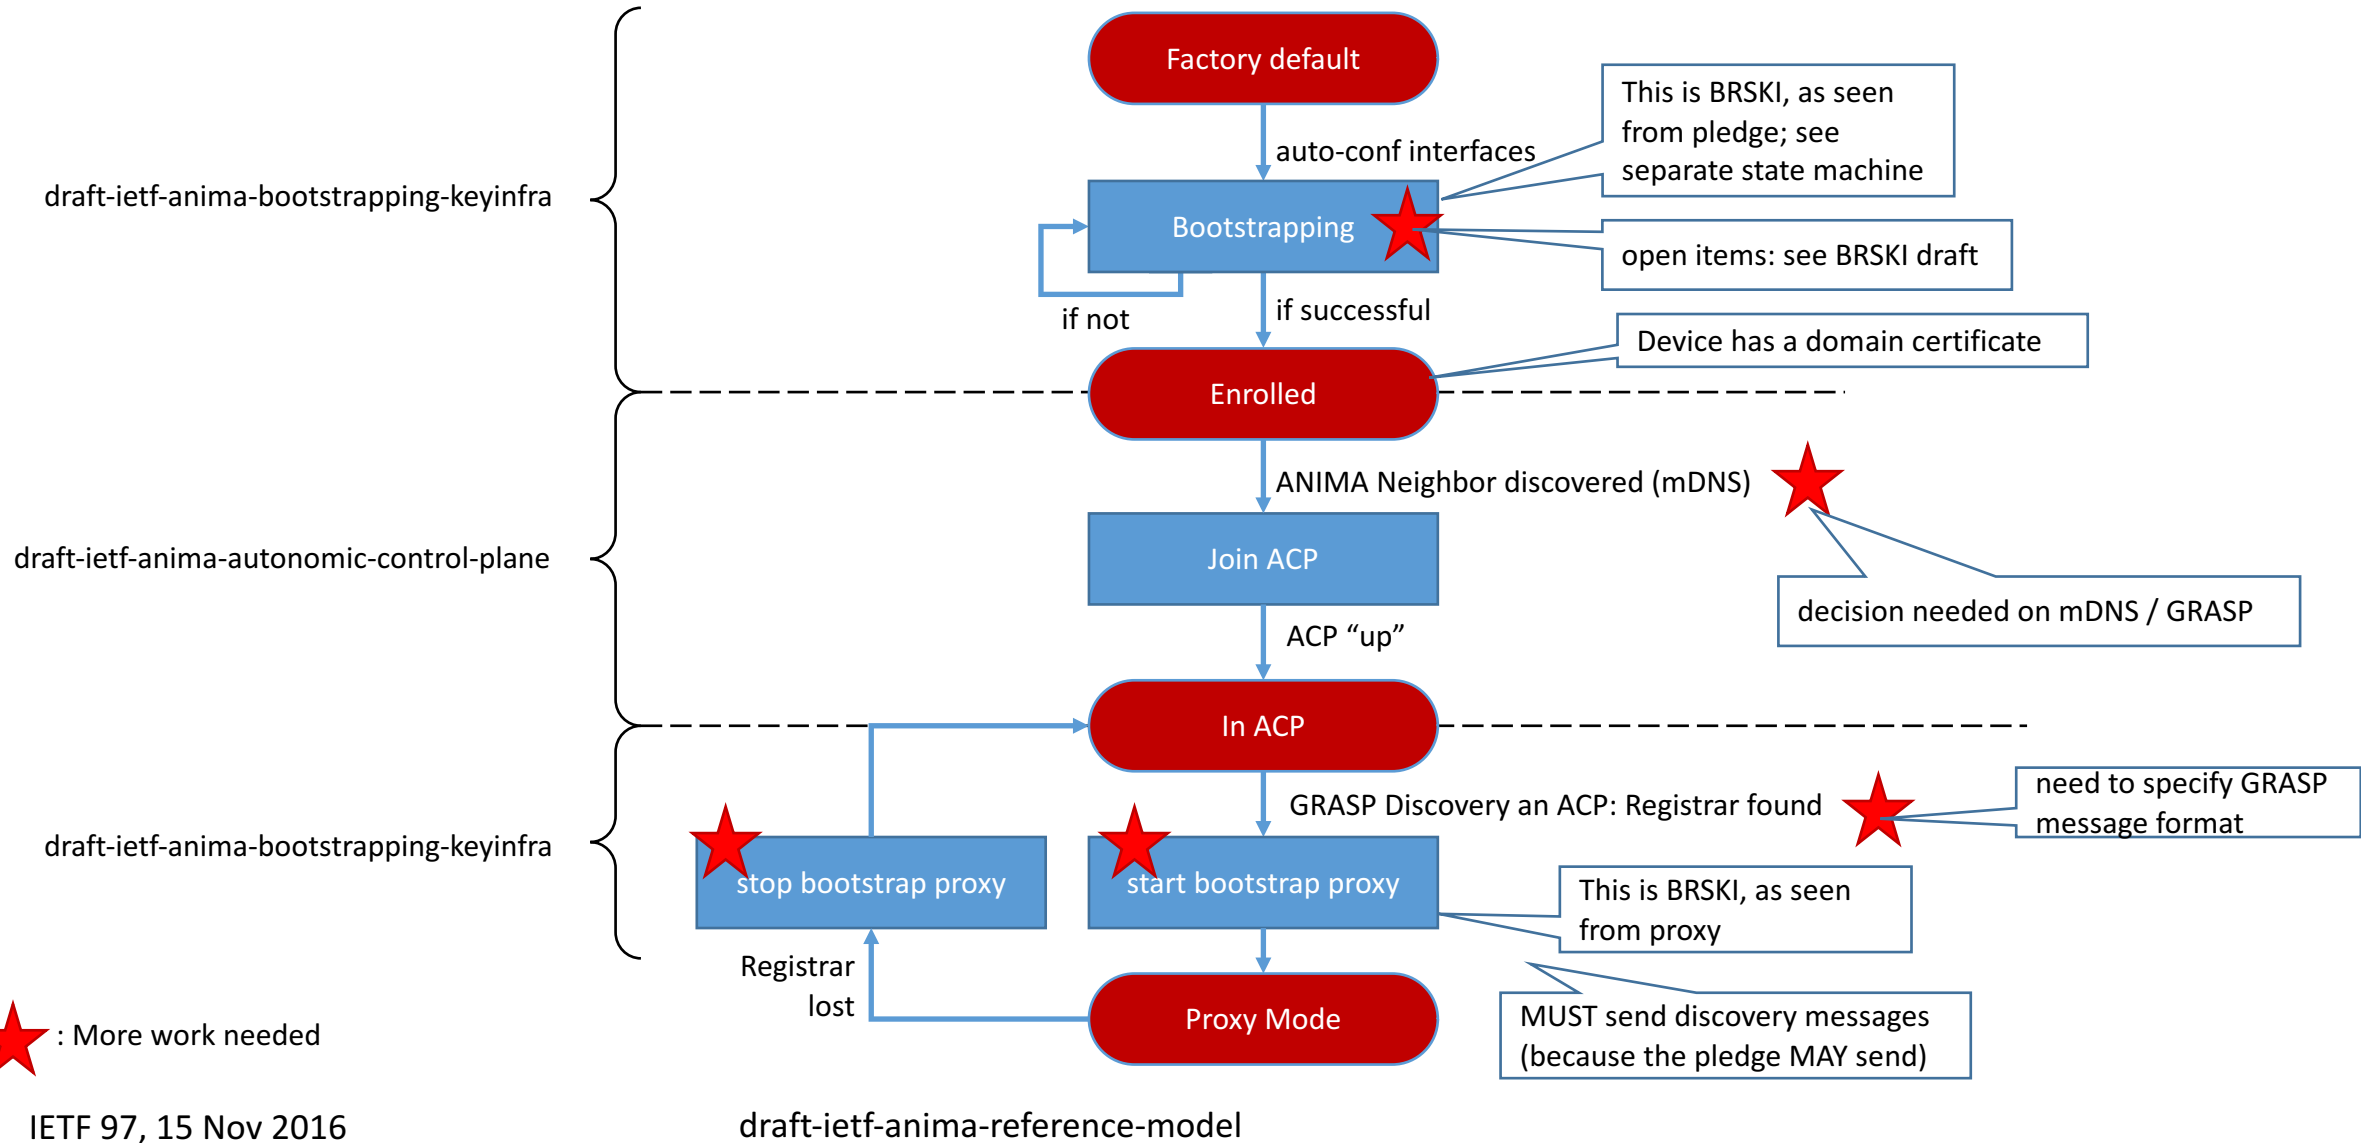 Factory default
This is BRSKI, as seen
from pledge; see
separate state machine
auto-conf interfaces
draft-ietf-anima-bootstrapping-keyinfra
Bootstrapping
open items: see BRSKI draft
if not
if successful
Device has a domain certificate
Enrolled
ANIMA Neighbor discovered (mDNS)
draft-ietf-anima-autonomic-control-plane
Join ACP
decision needed on mDNS / GRASP
ACP “up”
In ACP
GRASP Discovery an ACP: Registrar found
need to specify GRASP
message format
draft-ietf-anima-bootstrapping-keyinfra
stop bootstrap proxy
start bootstrap proxy
This is BRSKI, as seen
from proxy
Registrar
lost
Proxy Mode
MUST send discovery messages
(because the pledge MAY send)
: More work needed
IETF 97, 15 Nov 2016
draft-ietf-anima-reference-model